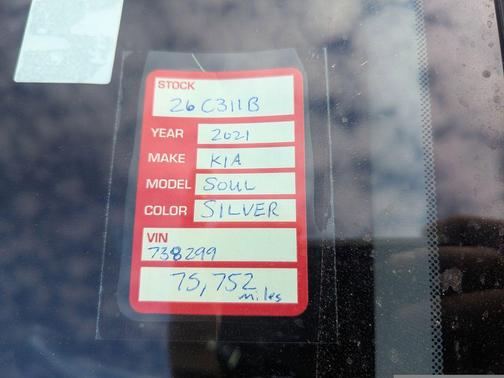 STOCK
26C311B
YEAR 2021
MAKE KIA
MODEL SOUL
COLOR SILVER
VIN
738299
75,752
miles